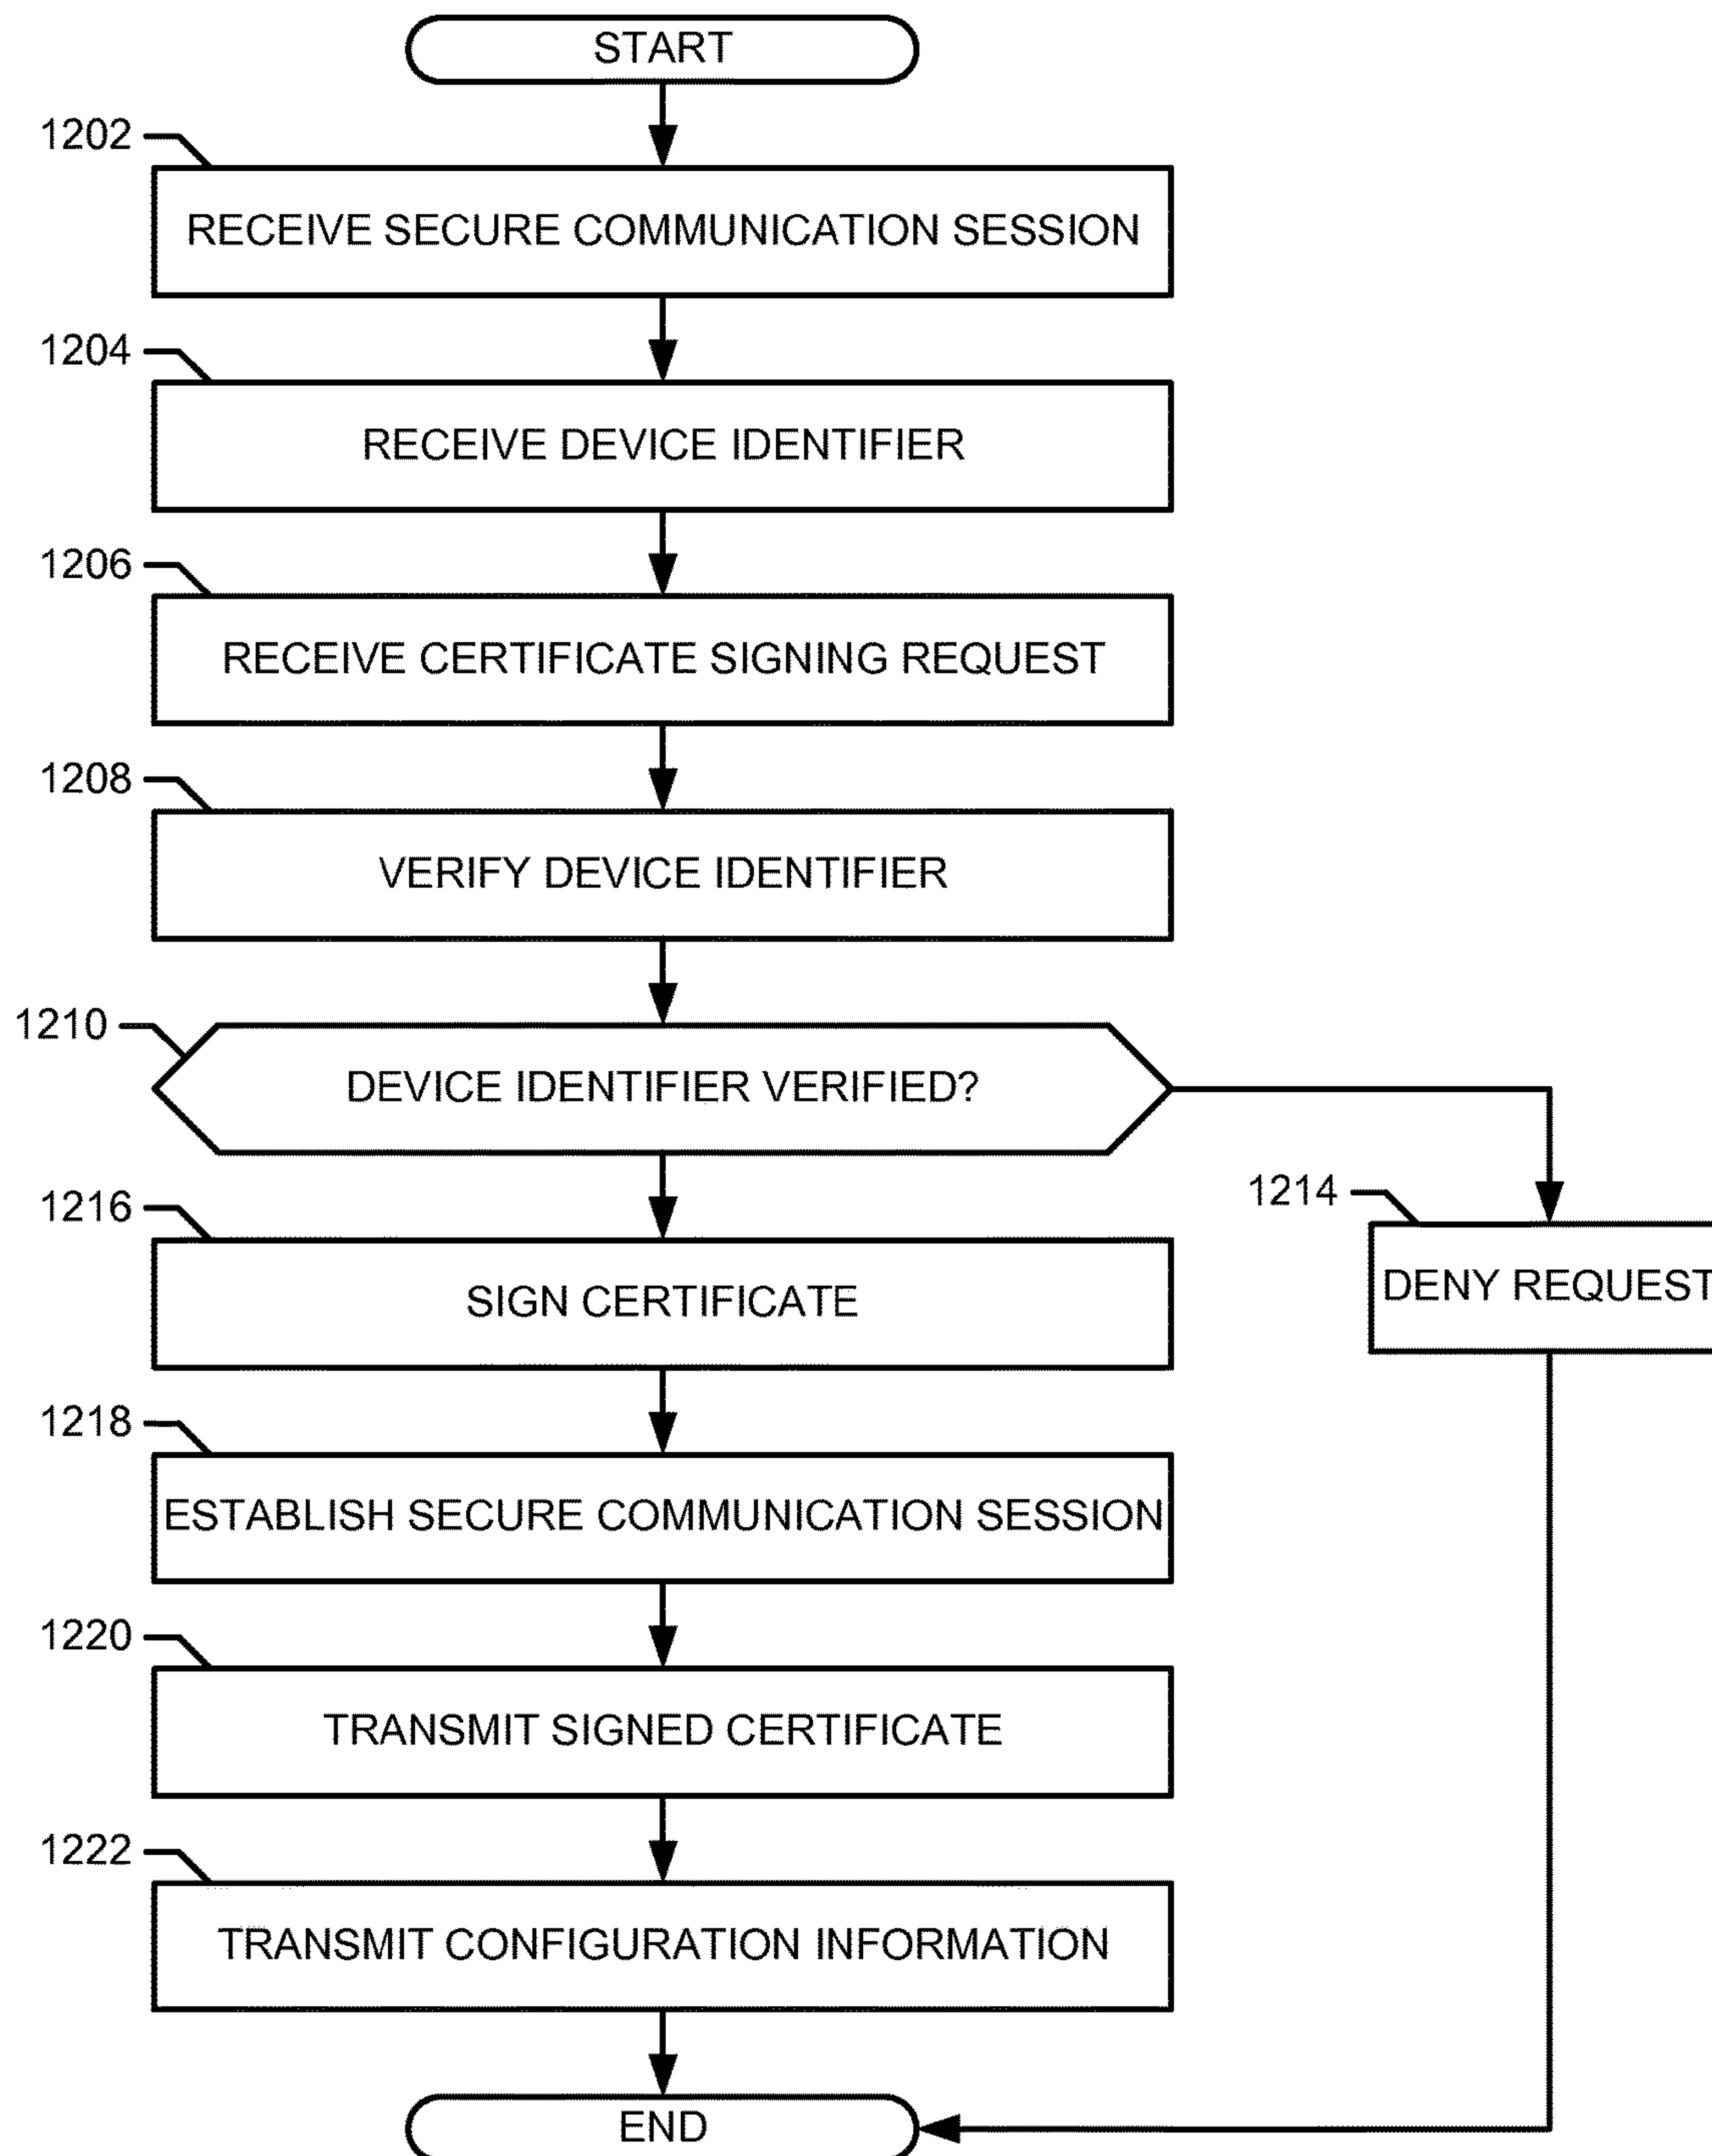 START
1202
RECEIVE SECURE COMMUNICATION SESSION
1204
RECEIVE DEVICE IDENTIFIER
1206
RECEIVE CERTIFICATE SIGNING REQUEST
1208
VERIFY DEVICE IDENTIFIER
1210
DEVICE IDENTIFIER VERIFIED?
1214
DENY REQUEST
1216
SIGN CERTIFICATE
1218
ESTABLISH SECURE COMMUNICATION SESSION
1220
TRANSMIT SIGNED CERTIFICATE
1222
TRANSMIT CONFIGURATION INFORMATION
END